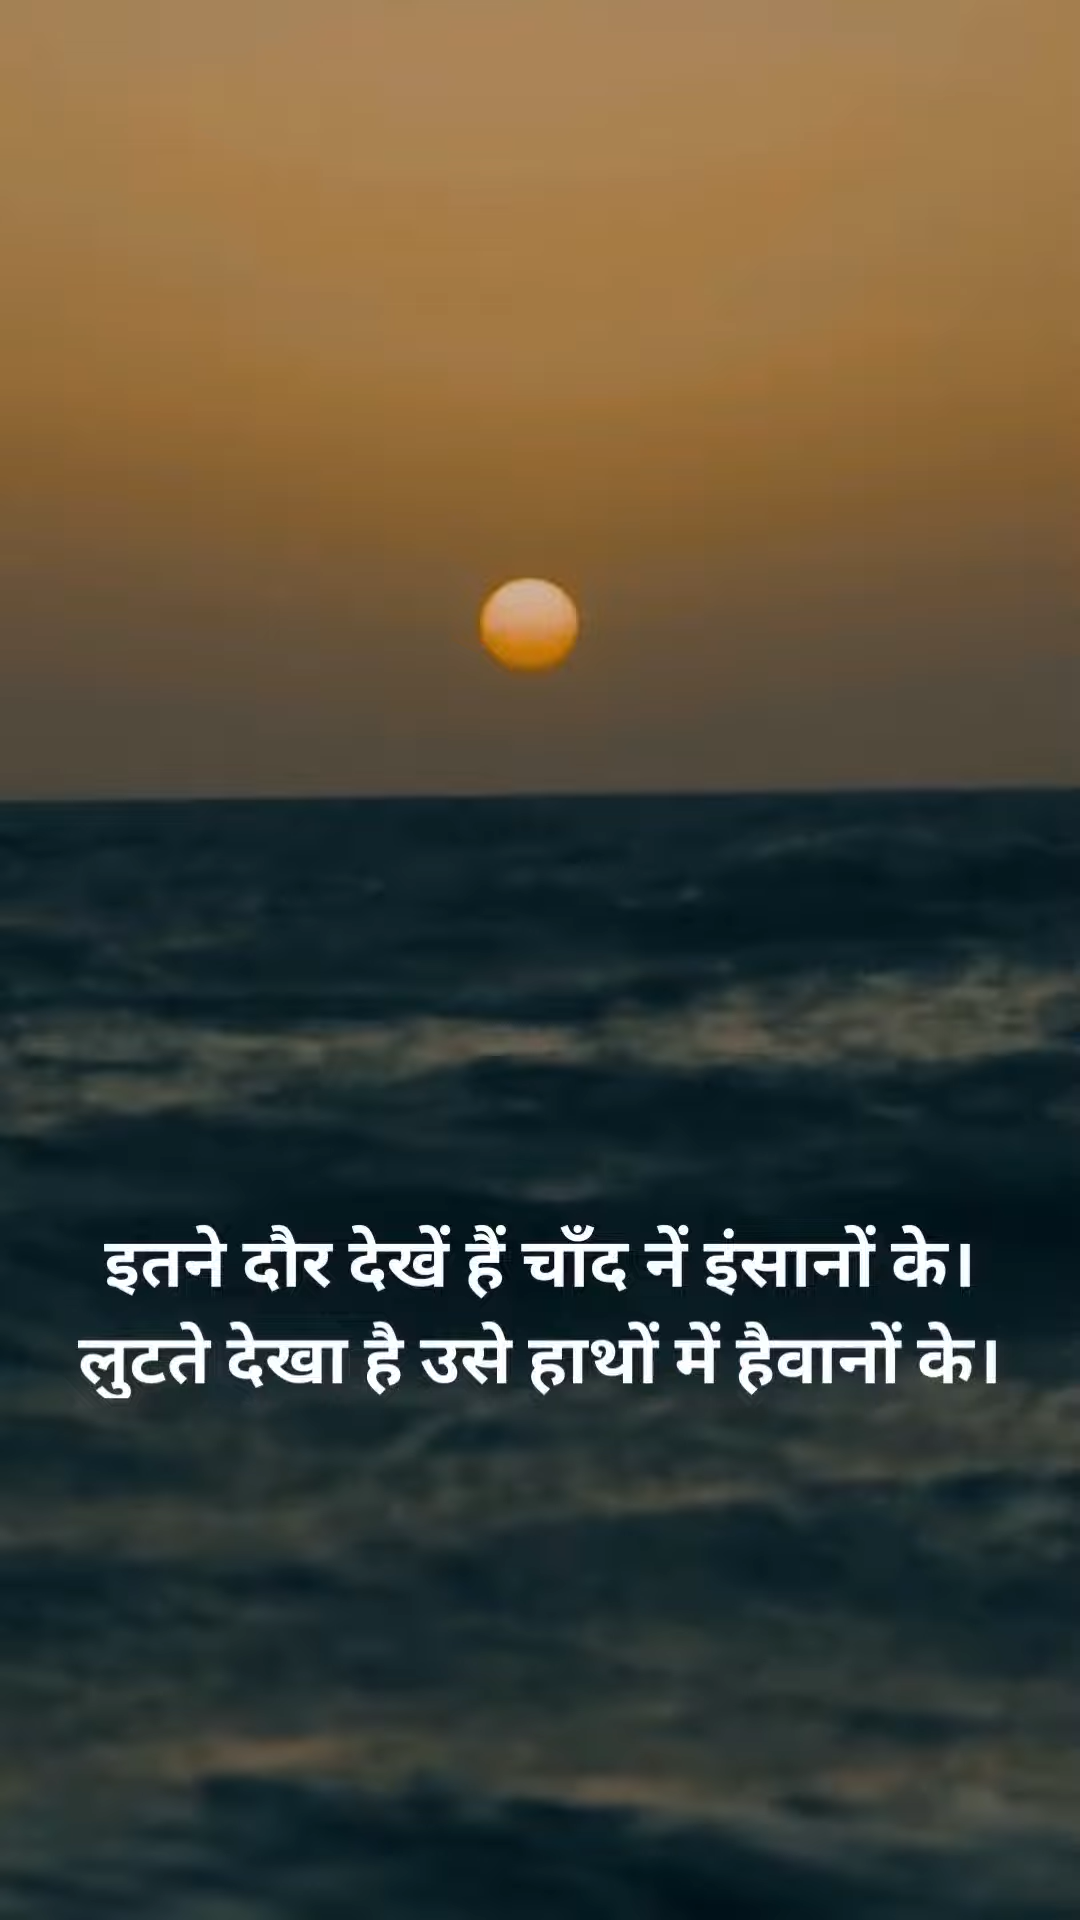 इतने दौर देखें हैं चाँद नें इंसानों के।
लुटते देखा है उसे हाथों में हैवानों के।